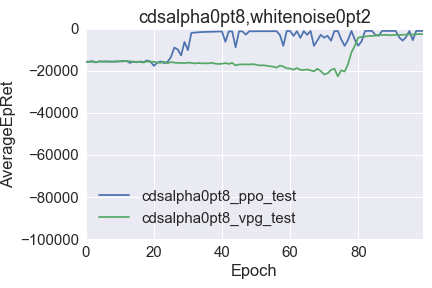 cdsalpha0pt8,whitenoise0pt2
AverageEpRet
0
−20000
−40000
−60000
−80000
−100000
cdsalpha0pt8_ppo_test
cdsalpha0pt8_vpg_test
0 20 40 60 80
Epoch